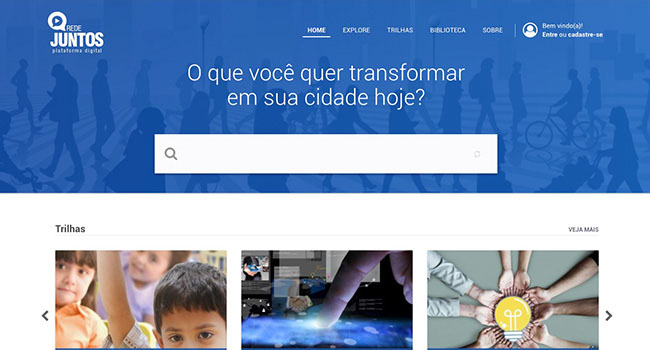 REDE
JUNTOS
plataforma digital
HOME
EXPLORE
TRILHAS
BIBLIOTECA
SOBRE
Bem vindo(a)!
Entre ou cadastre-se
O que você quer transformar
em sua cidade hoje?
Trilhas
VEJA MAIS